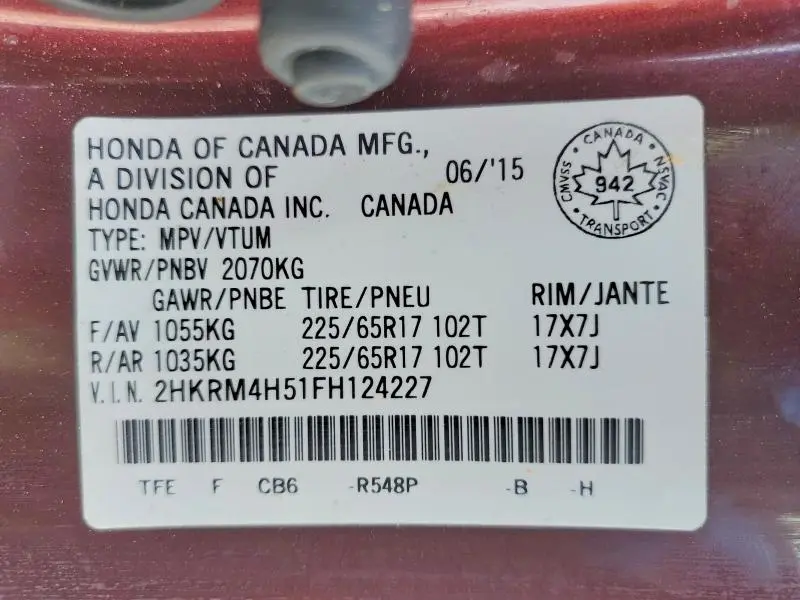 HONDA OF CANADA MFG.,
A DIVISION OF 06/'15
HONDA CANADA INC. CANADA
TYPE: MPV/VTUM
GVWR/PNBV 2070KG
GAWR/PNBE TIRE/PNEU RIM/JANTE
F/AV 1055KG 225/65R17 102T 17X7J
R/AR 1035KG 225/65R17 102T 17X7J
V.I.N. 2HKRM4H51FH124227
TFE F CB6 -R548P -B -H
CANADA
CMVSS 942 NSVAC
TRANSPORT